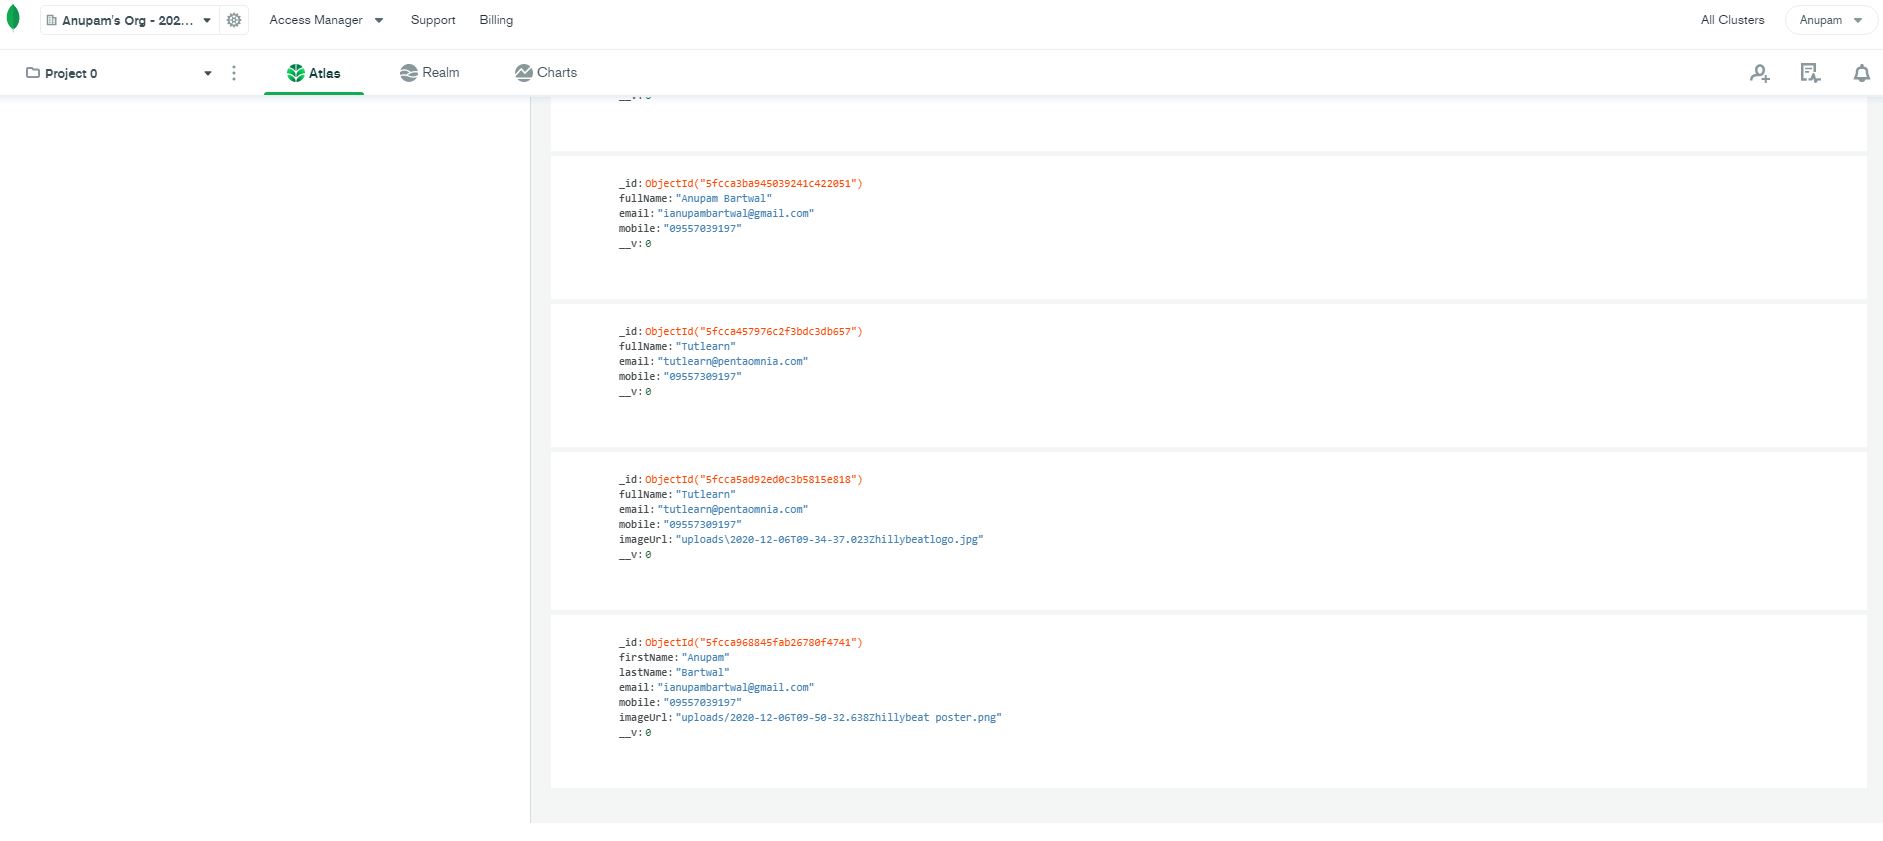 Anupam's Org - 202...
Access Manager
Support
Billing
All Clusters
Anupam
Project 0
Atlas
Realm
Charts
__v: 0
_id: ObjectId("5fcca3ba945039241c422051")
fullName: "Anupam Bartwal"
email: "ianupambartwal@gmail.com"
mobile: "09557039197"
__v: 0
_id: ObjectId("5fcca457976c2f3bdc3db657")
fullName: "Tutlearn"
email: "tutlearn@pentaomnia.com"
mobile: "09557309197"
__v: 0
_id: ObjectId("5fcca5ad92ed0c3b5815e818")
fullName: "Tutlearn"
email: "tutlearn@pentaomnia.com"
mobile: "09557309197"
imageUrl: "uploads\2020-12-06T09-34-37.023Zhillybeatlogo.jpg"
__v: 0
_id: ObjectId("5fcca968845fab26780f4741")
firstName: "Anupam"
lastName: "Bartwal"
email: "ianupambartwal@gmail.com"
mobile: "09557039197"
imageUrl: "uploads/2020-12-06T09-50-32.638Zhillybeat poster.png"
__v: 0